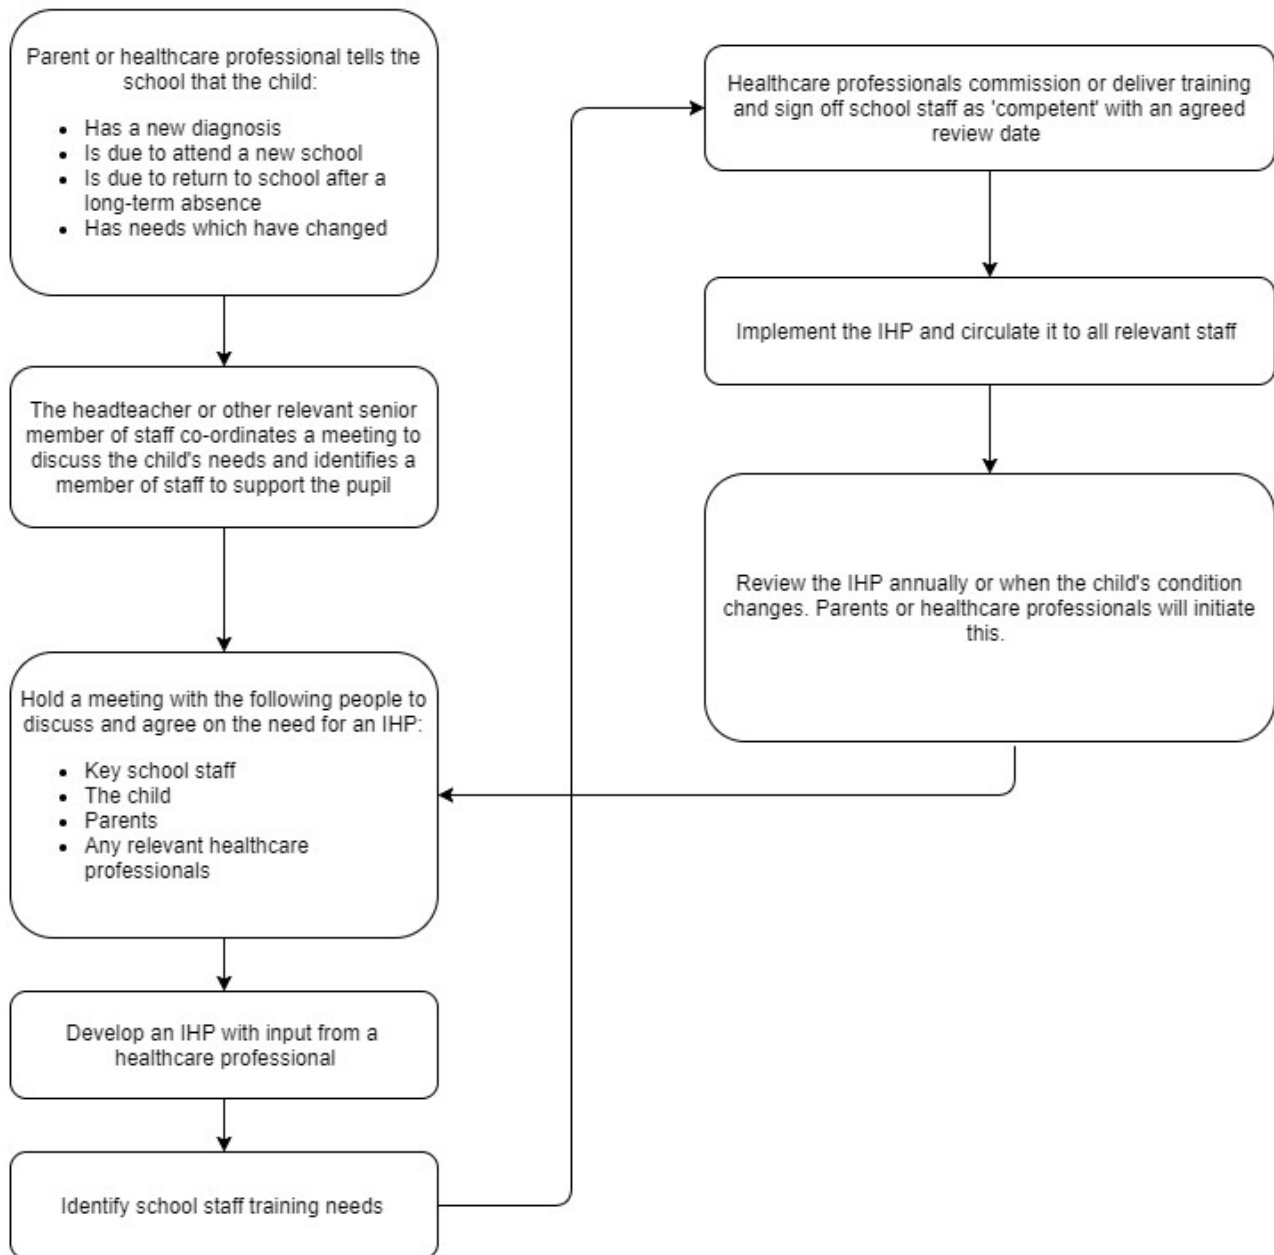 Parent or healthcare professional tells the
school that the child:
• Has a new diagnosis
• Is due to attend a new school
• Is due to return to school after a
long-term absence
• Has needs which have changed
The headteacher or other relevant senior
member of staff co-ordinates a meeting to
discuss the child's needs and identifies a
member of staff to support the pupil
Hold a meeting with the following people to
discuss and agree on the need for an IHP:
• Key school staff
• The child
• Parents
• Any relevant healthcare
professionals
Develop an IHP with input from a
healthcare professional
Identify school staff training needs
Healthcare professionals commission or deliver training
and sign off school staff as 'competent' with an agreed
review date
Implement the IHP and circulate it to all relevant staff
Review the IHP annually or when the child's condition
changes. Parents or healthcare professionals will initiate
this.